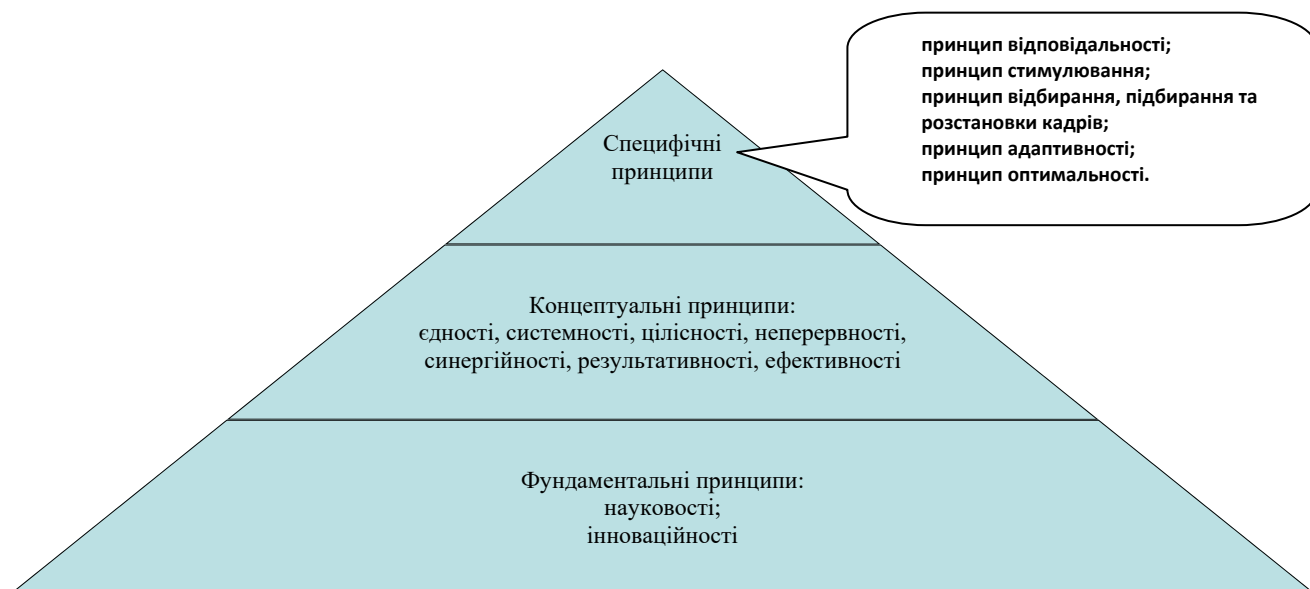 принцип відповідальності;
принцип стимулювання;
принцип відбирання, підбирання та
розстановки кадрів;
принцип адаптивності;
принцип оптимальності.
Специфічні
принципи
Концептуальні принципи:
єдності, системності, цілісності, неперервності,
синергійності, результативності, ефективності
Фундаментальні принципи:
науковості;
інноваційності